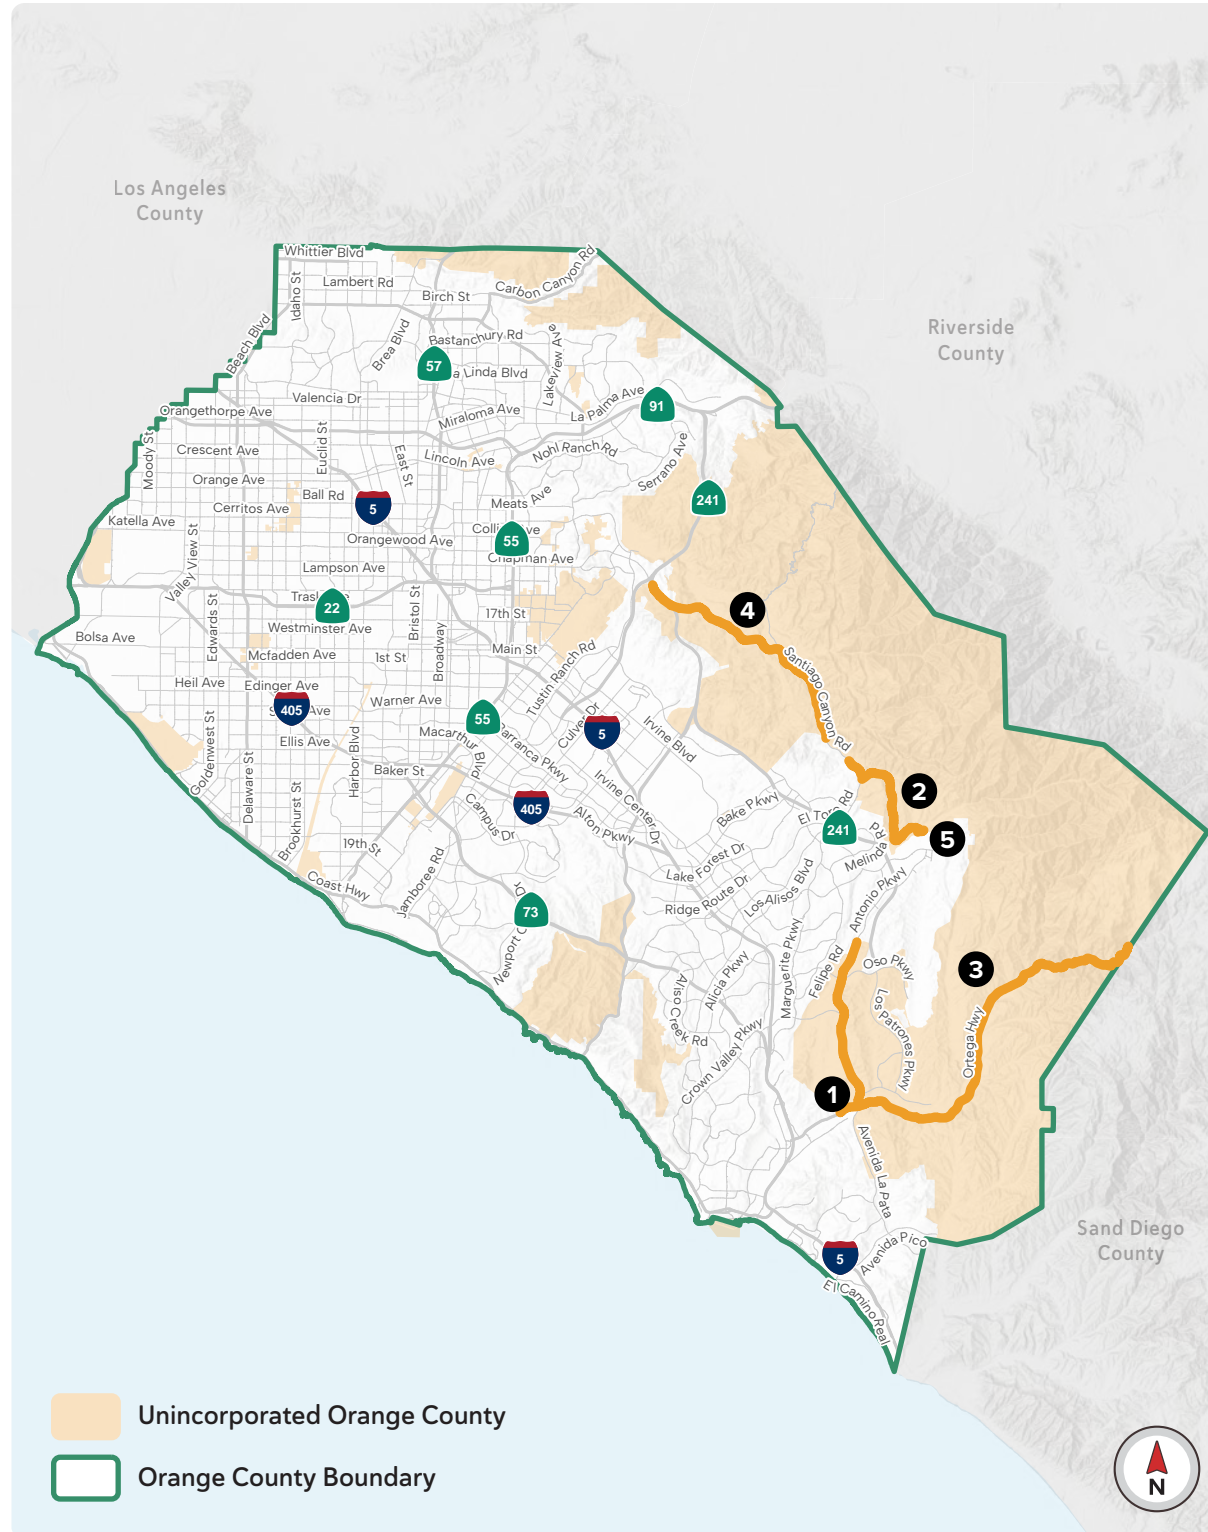 Los Angeles
County
Riverside
County
Whittier Blvd
Lambert Rd
Idaho St
Birch St
Carbon Canyon Rd
Beach Blvd
Brea Blvd
Bastanchury Rd
57
a Linda Blvd
Lakeview Ave
Valencia Dr
Orangethorpe Ave
Miraloma Ave
La Palma Ave
91
Moody St
Crescent Ave
Euclid St
East St
Lincoln Ave
Nohl Ranch Rd
Serrano Ave
Orange Ave
Ball Rd
5
Meats Ave
241
Cerritos Ave
Katella Ave
Valley View St
Orangewood Ave
55
Chapman Ave
Lampson Ave
22
Westminster Ave
Bristol St
17th St
4
Edwards St
Bolsa Ave
Mcfadden Ave
1st St
Broadway
Main St
Tustin Ranch Rd
Santiago Canyon Rd
Heil Ave
Edinger Ave
Warner Ave
405
Ave
55
Culver Dr
5
Irvine Blvd
Goldenwest St
Ellis Ave
Harbor Blvd
Macarthur Blvd
Barranca Pkwy
Delaware St
Brookhurst St
Baker St
405
Irvine Center Dr
Bake Pkwy
2
Campus Dr
Alton Pkwy
El Toro Rd
241
5
19th St
Melinda Rd
Coast Hwy
Jamboree Rd
Lake Forest Dr
Los Alisos Blvd
Antonio Pkwy
Ridge Route Dr
73
Newport C
Dr
Marguerite Pkwy
Felipe Rd
Oso Pkwy
3
Aliso Creek Rd
Alicia Pkwy
Los Patrones Pkwy
Ortega Hwy
Crown Valley Pkwy
1
Avenida La Pata
Sand Diego
County
5
Avenida Pico
El Camino Real
Unincorporated Orange County
Orange County Boundary
N